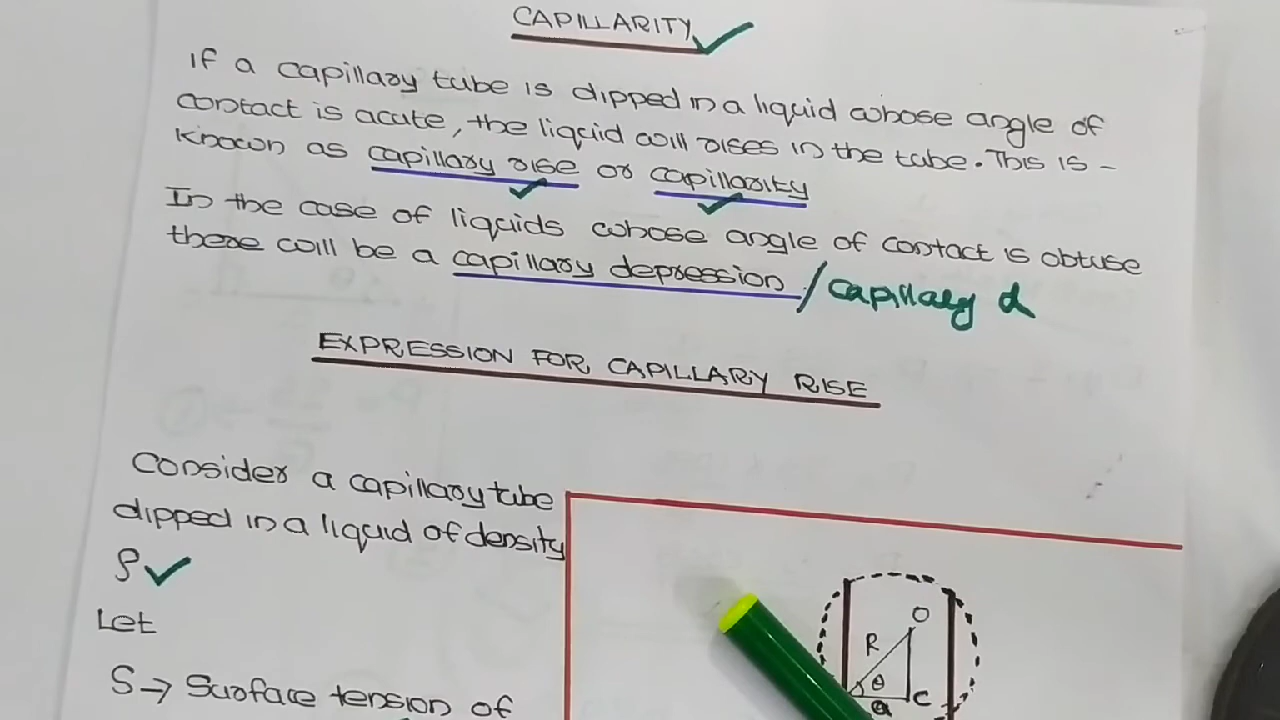 CAPILLARITY
If a capillary tube is dipped in a liquid whose angle of
contact is acute, the liquid will rises in the tube. This is -
known as capillary rise or capillarity
In the case of liquids whose angle of contact is obtuse
there will be a capillary depression / capillary d
EXPRESSION FOR CAPILLARY RISE
Consider a capillary tube
dipped in a liquid of density
ρ
Let
S → Surface tension of
O
R
θ
a
C